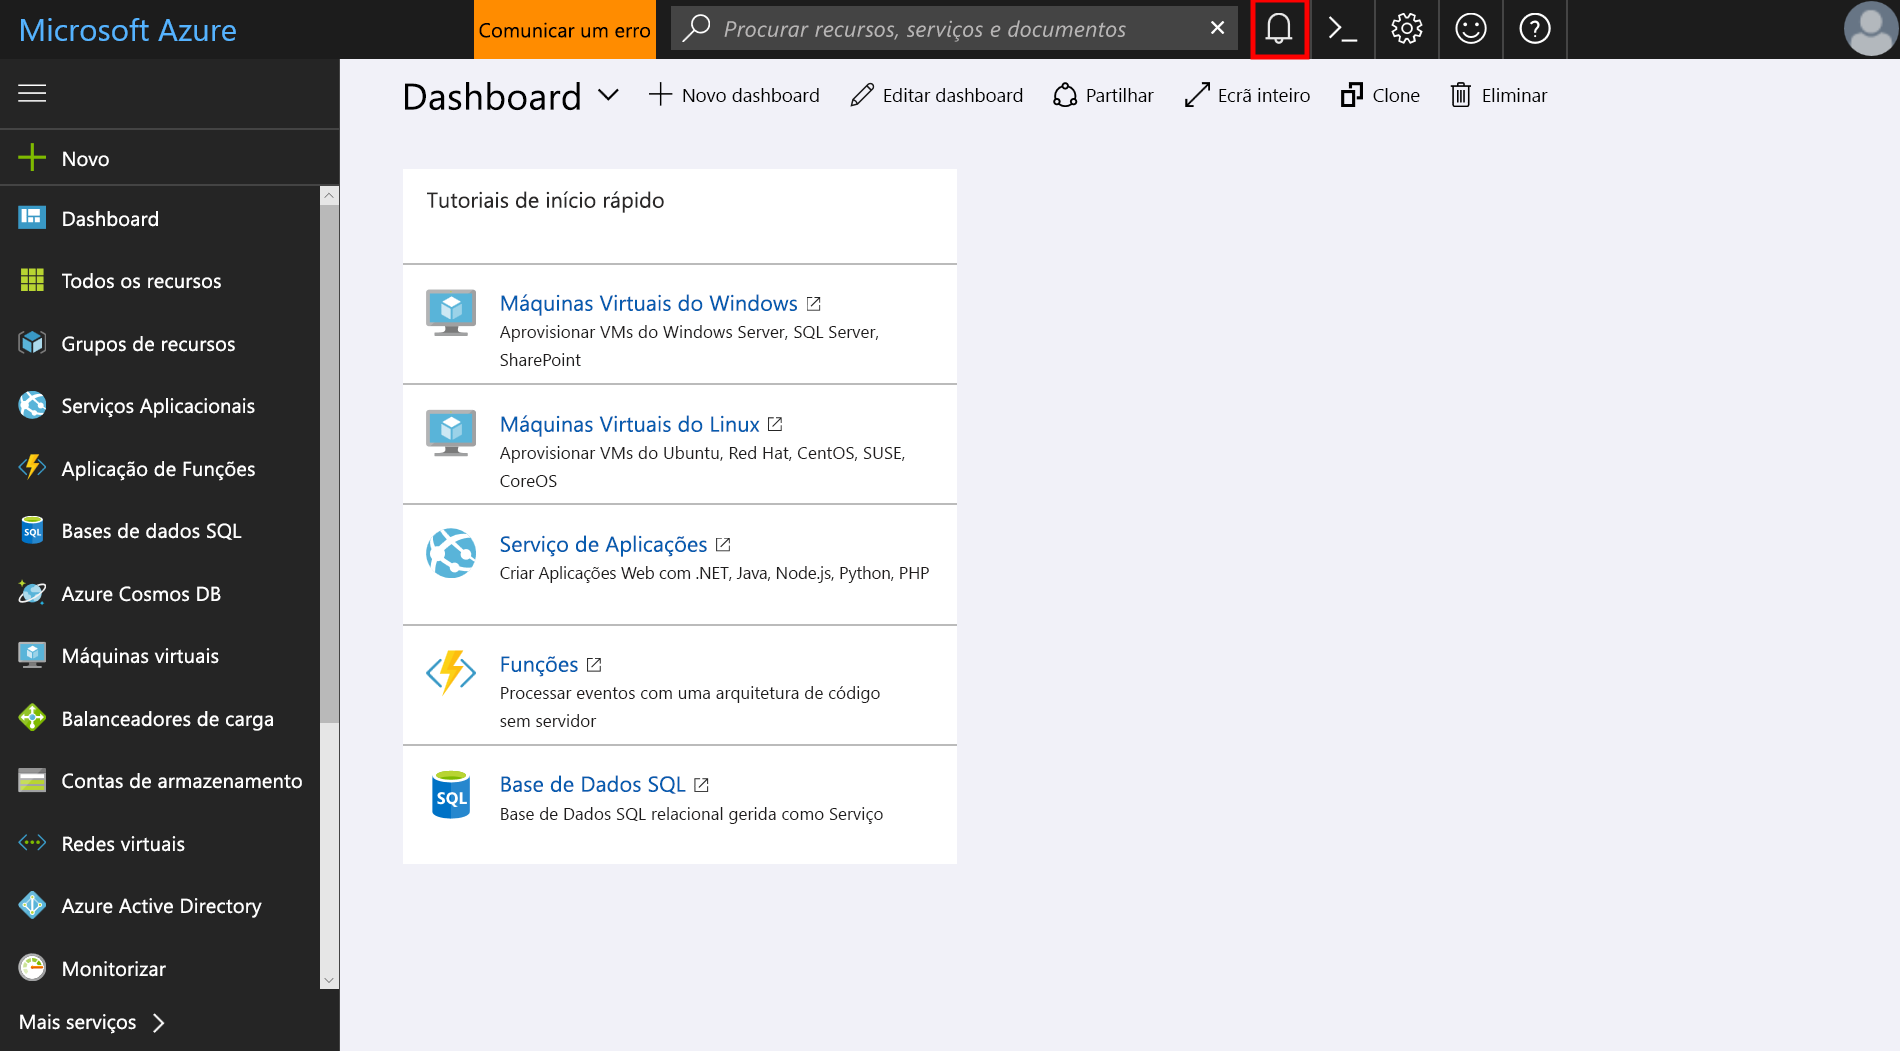 Microsoft Azure
Comunicar um erro
Procurar recursos, serviços e documentos
Novo
Dashboard
Todos os recursos
Grupos de recursos
Serviços Aplicacionais
Aplicação de Funções
Bases de dados SQL
Azure Cosmos DB
Máquinas virtuais
Balanceadores de carga
Contas de armazenamento
Redes virtuais
Azure Active Directory
Monitorizar
Mais serviços
Dashboard
Novo dashboard
Editar dashboard
Partilhar
Ecrã inteiro
Clone
Eliminar
Tutoriais de início rápido
Máquinas Virtuais do Windows
Aprovisionar VMs do Windows Server, SQL Server,
SharePoint
Máquinas Virtuais do Linux
Aprovisionar VMs do Ubuntu, Red Hat, CentOS, SUSE,
CoreOS
Serviço de Aplicações
Criar Aplicações Web com .NET, Java, Node.js, Python, PHP
Funções
Processar eventos com uma arquitetura de código
sem servidor
SQL
Base de Dados SQL
Base de Dados SQL relacional gerida como Serviço